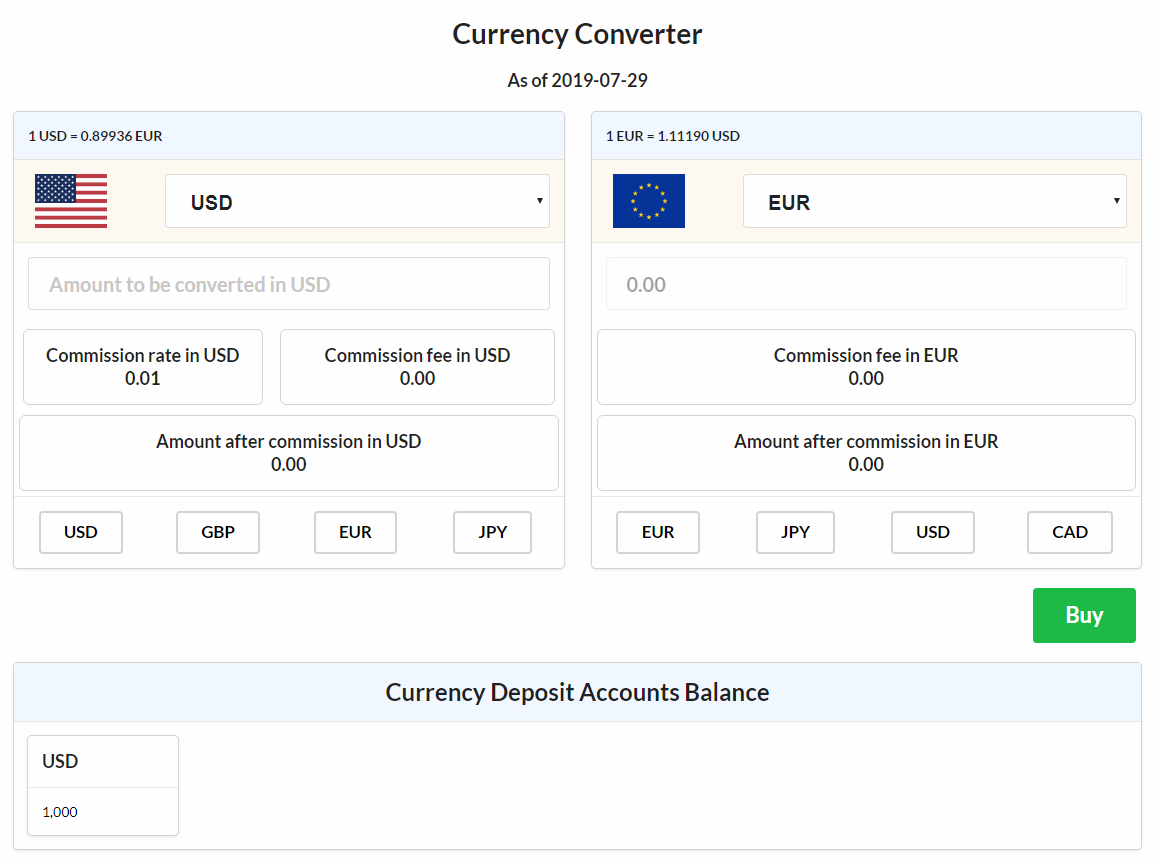 Currency Converter
As of 2019-07-29
1 USD = 0.89936 EUR
USD
Amount to be converted in USD
Commission rate in USD
0.01
Commission fee in USD
0.00
Amount after commission in USD
0.00
USD
GBP
EUR
JPY
1 EUR = 1.11190 USD
EUR
0.00
Commission fee in EUR
0.00
Amount after commission in EUR
0.00
EUR
JPY
USD
CAD
Buy
Currency Deposit Accounts Balance
USD
1,000